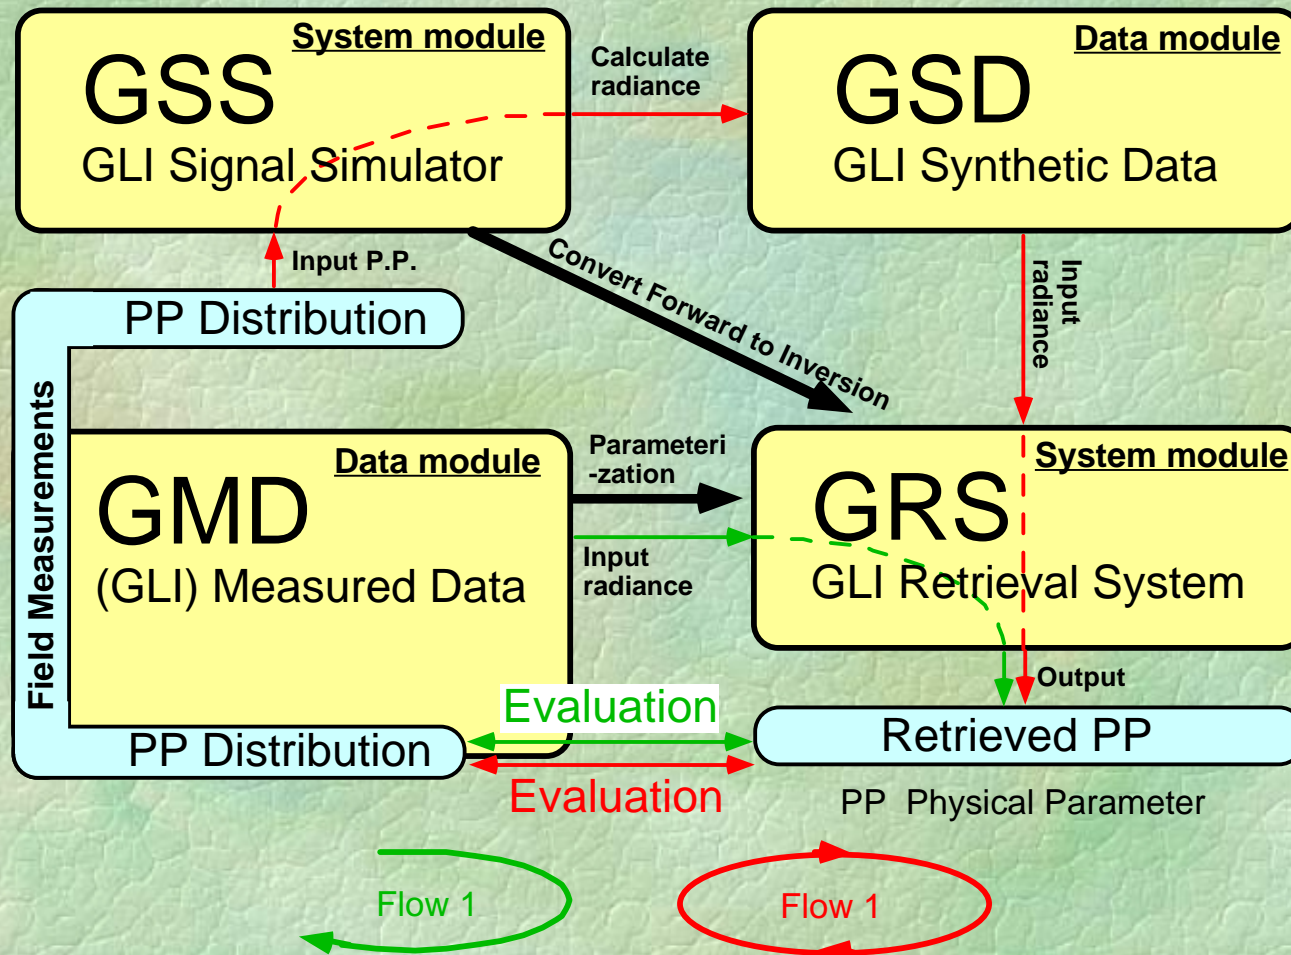 System module
GSS
GLI Signal Simulator
Calculate
radiance
Data module
GSD
GLI Synthetic Data
Input P.P.
Convert Forward to Inversion
Input
radiance
PP Distribution
Field Measurements
Data module
GMD
(GLI) Measured Data
Parameteri
-zation
Input
radiance
System module
GRS
GLI Retrieval System
Output
PP Distribution
Evaluation
Evaluation
Retrieved PP
PP Physical Parameter
Flow 1
Flow 1